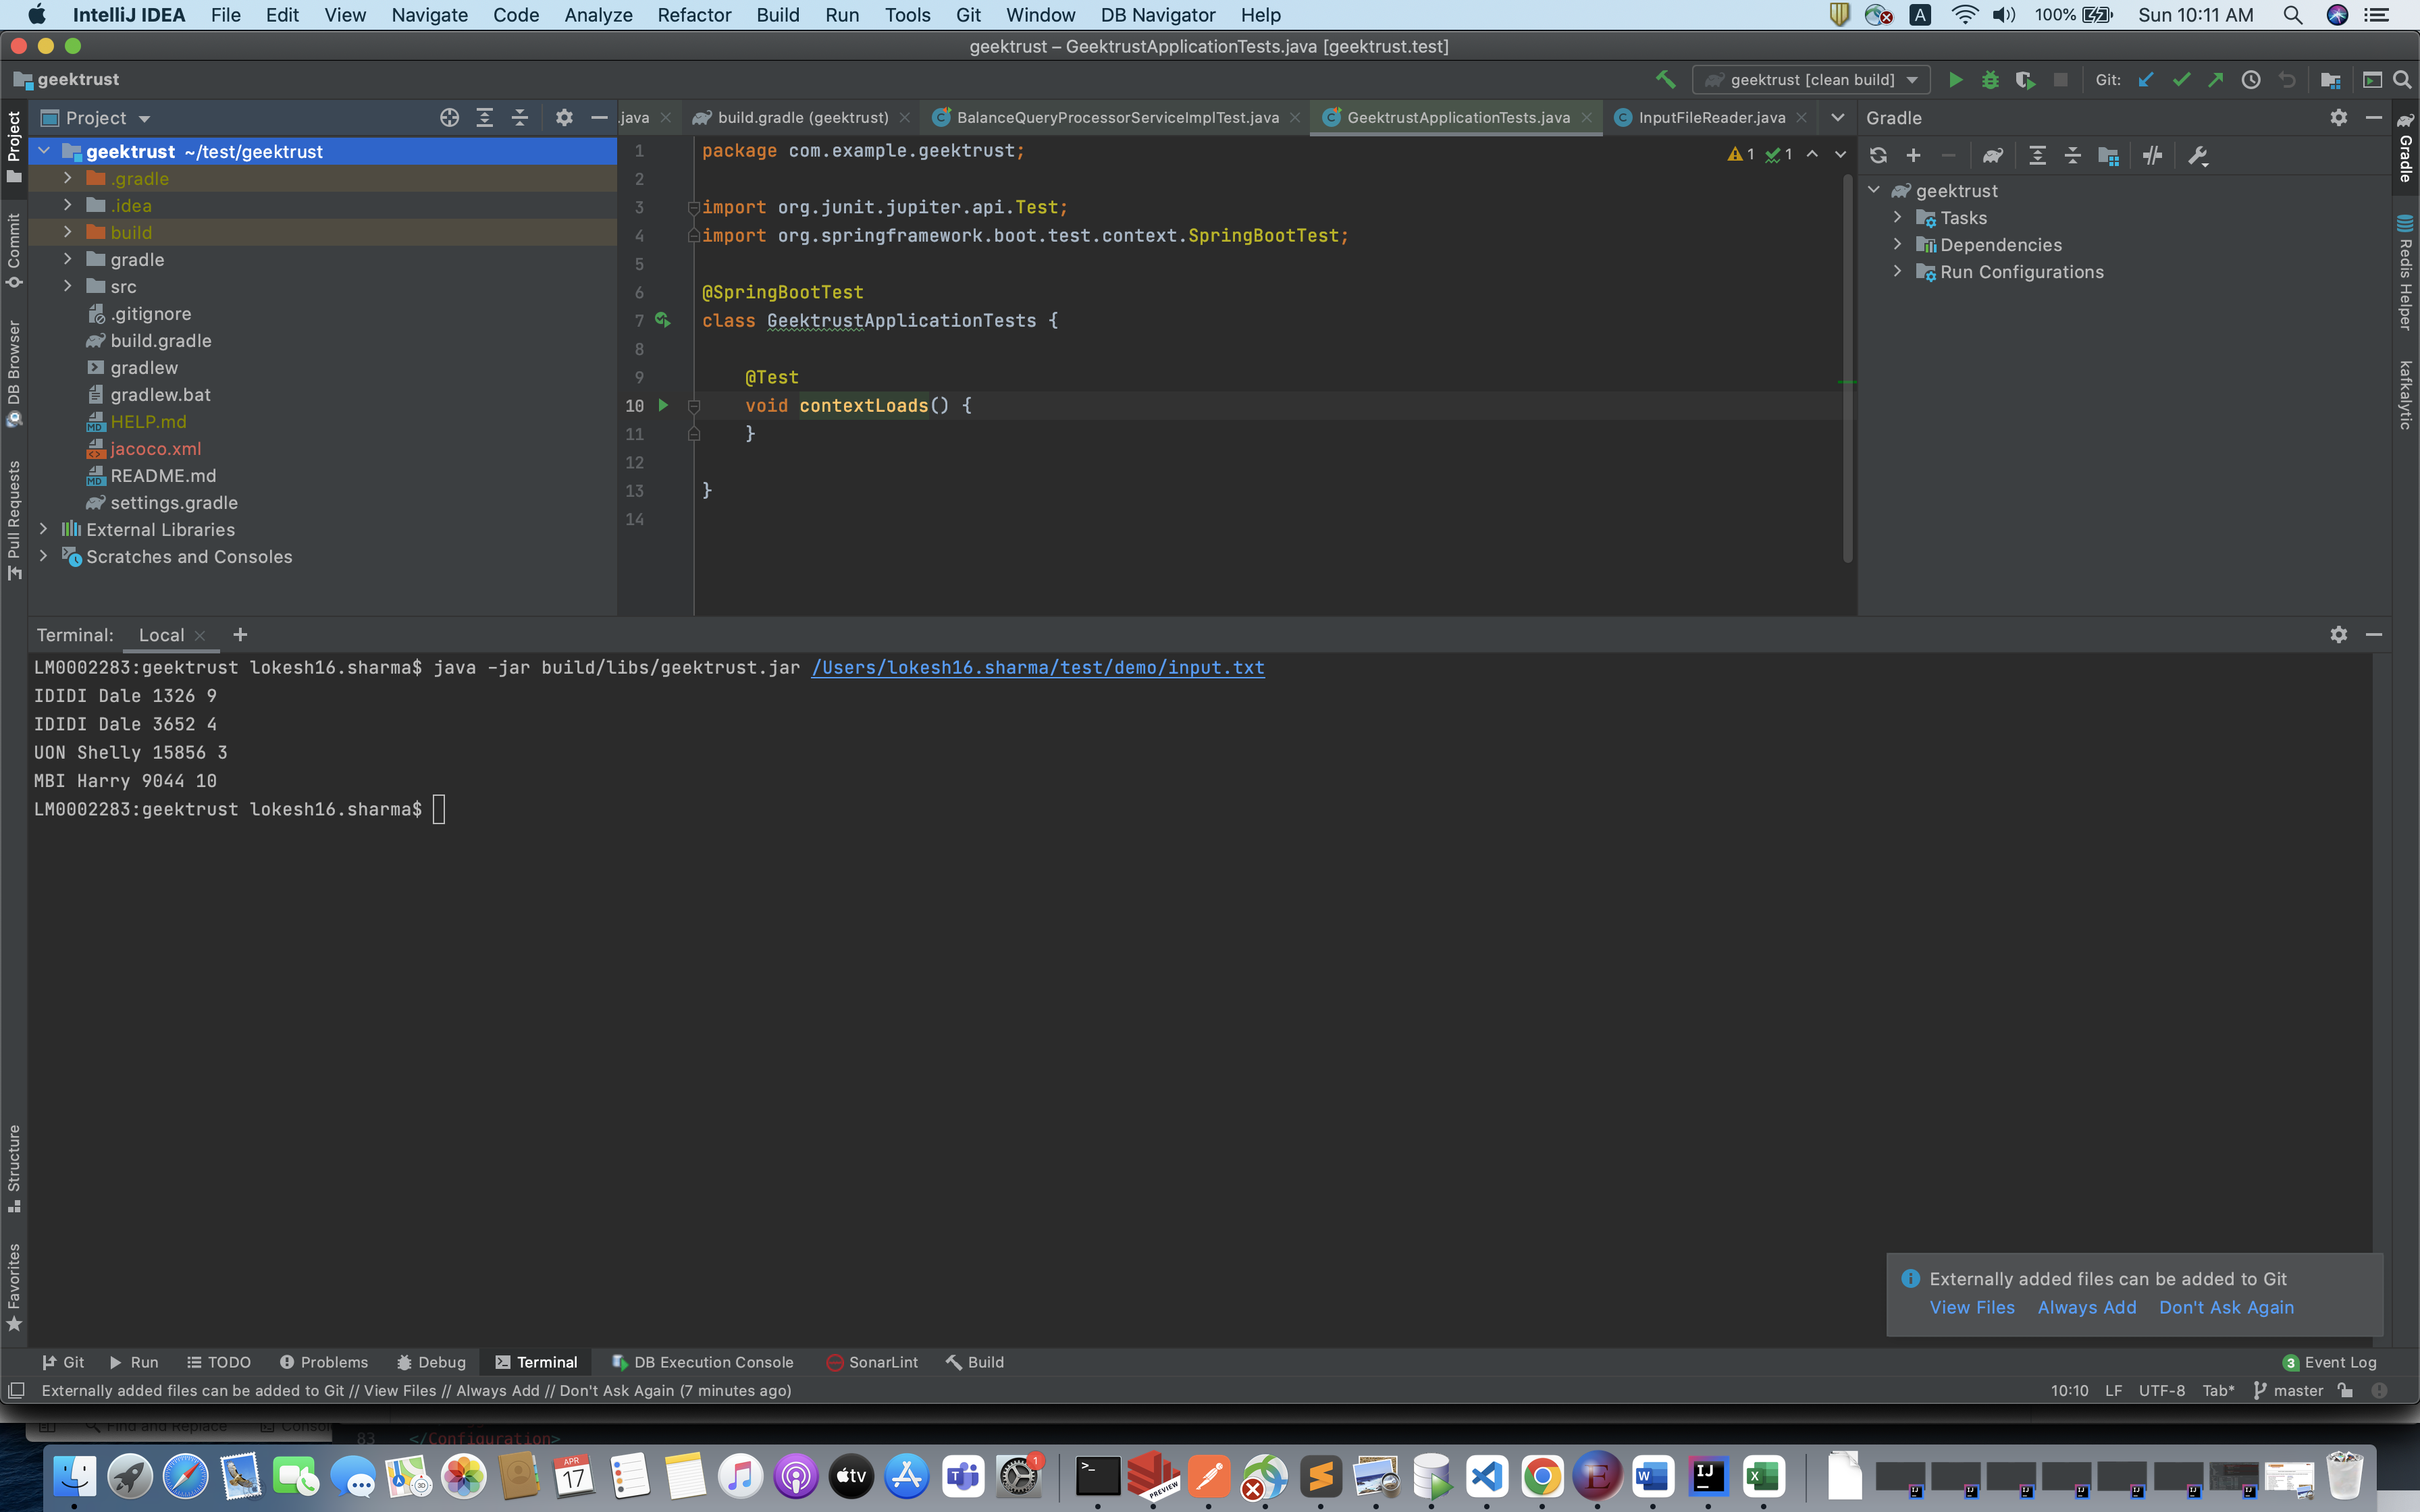 IntelliJ IDEA File Edit View Navigate Code Analyze Refactor Build Run Tools Git Window DB Navigator Help
A 100% Sun 10:11 AM
geektrust – GeektrustApplicationTests.java [geektrust.test]
geektrust
geektrust [clean build]
Git:
Project
.java
build.gradle (geektrust)
BalanceQueryProcessorServiceImplTest.java
GeektrustApplicationTests.java
InputFileReader.java
Gradle
geektrust ~/test/geektrust
.gradle
.idea
build
gradle
src
.gitignore
build.gradle
gradlew
gradlew.bat
HELP.md
jacoco.xml
README.md
settings.gradle
External Libraries
Scratches and Consoles
1 package com.example.geektrust;
2
3 import org.junit.jupiter.api.Test;
4 import org.springframework.boot.test.context.SpringBootTest;
5
6 @SpringBootTest
7 class GeektrustApplicationTests {
8
9 @Test
10 void contextLoads() {
11 }
12
13 }
14
1 1
geektrust
Tasks
Dependencies
Run Configurations
Project
Commit
DB Browser
Pull Requests
Structure
Favorites
Gradle
Redis Helper
kafkalytic
Terminal: Local
LM0002283:geektrust lokesh16.sharma$ java -jar build/libs/geektrust.jar /Users/lokesh16.sharma/test/demo/input.txt
IDIDI Dale 1326 9
IDIDI Dale 3652 4
UON Shelly 15856 3
MBI Harry 9044 10
LM0002283:geektrust lokesh16.sharma$
Externally added files can be added to Git
View Files Always Add Don't Ask Again
Git Run TODO Problems Debug Terminal DB Execution Console SonarLint Build
3 Event Log
Externally added files can be added to Git // View Files // Always Add // Don't Ask Again (7 minutes ago)
10:10 LF UTF-8 Tab* master
Find and Replace
83 </Configuration>
APR
17
tv
1
PREVIEW
IJ